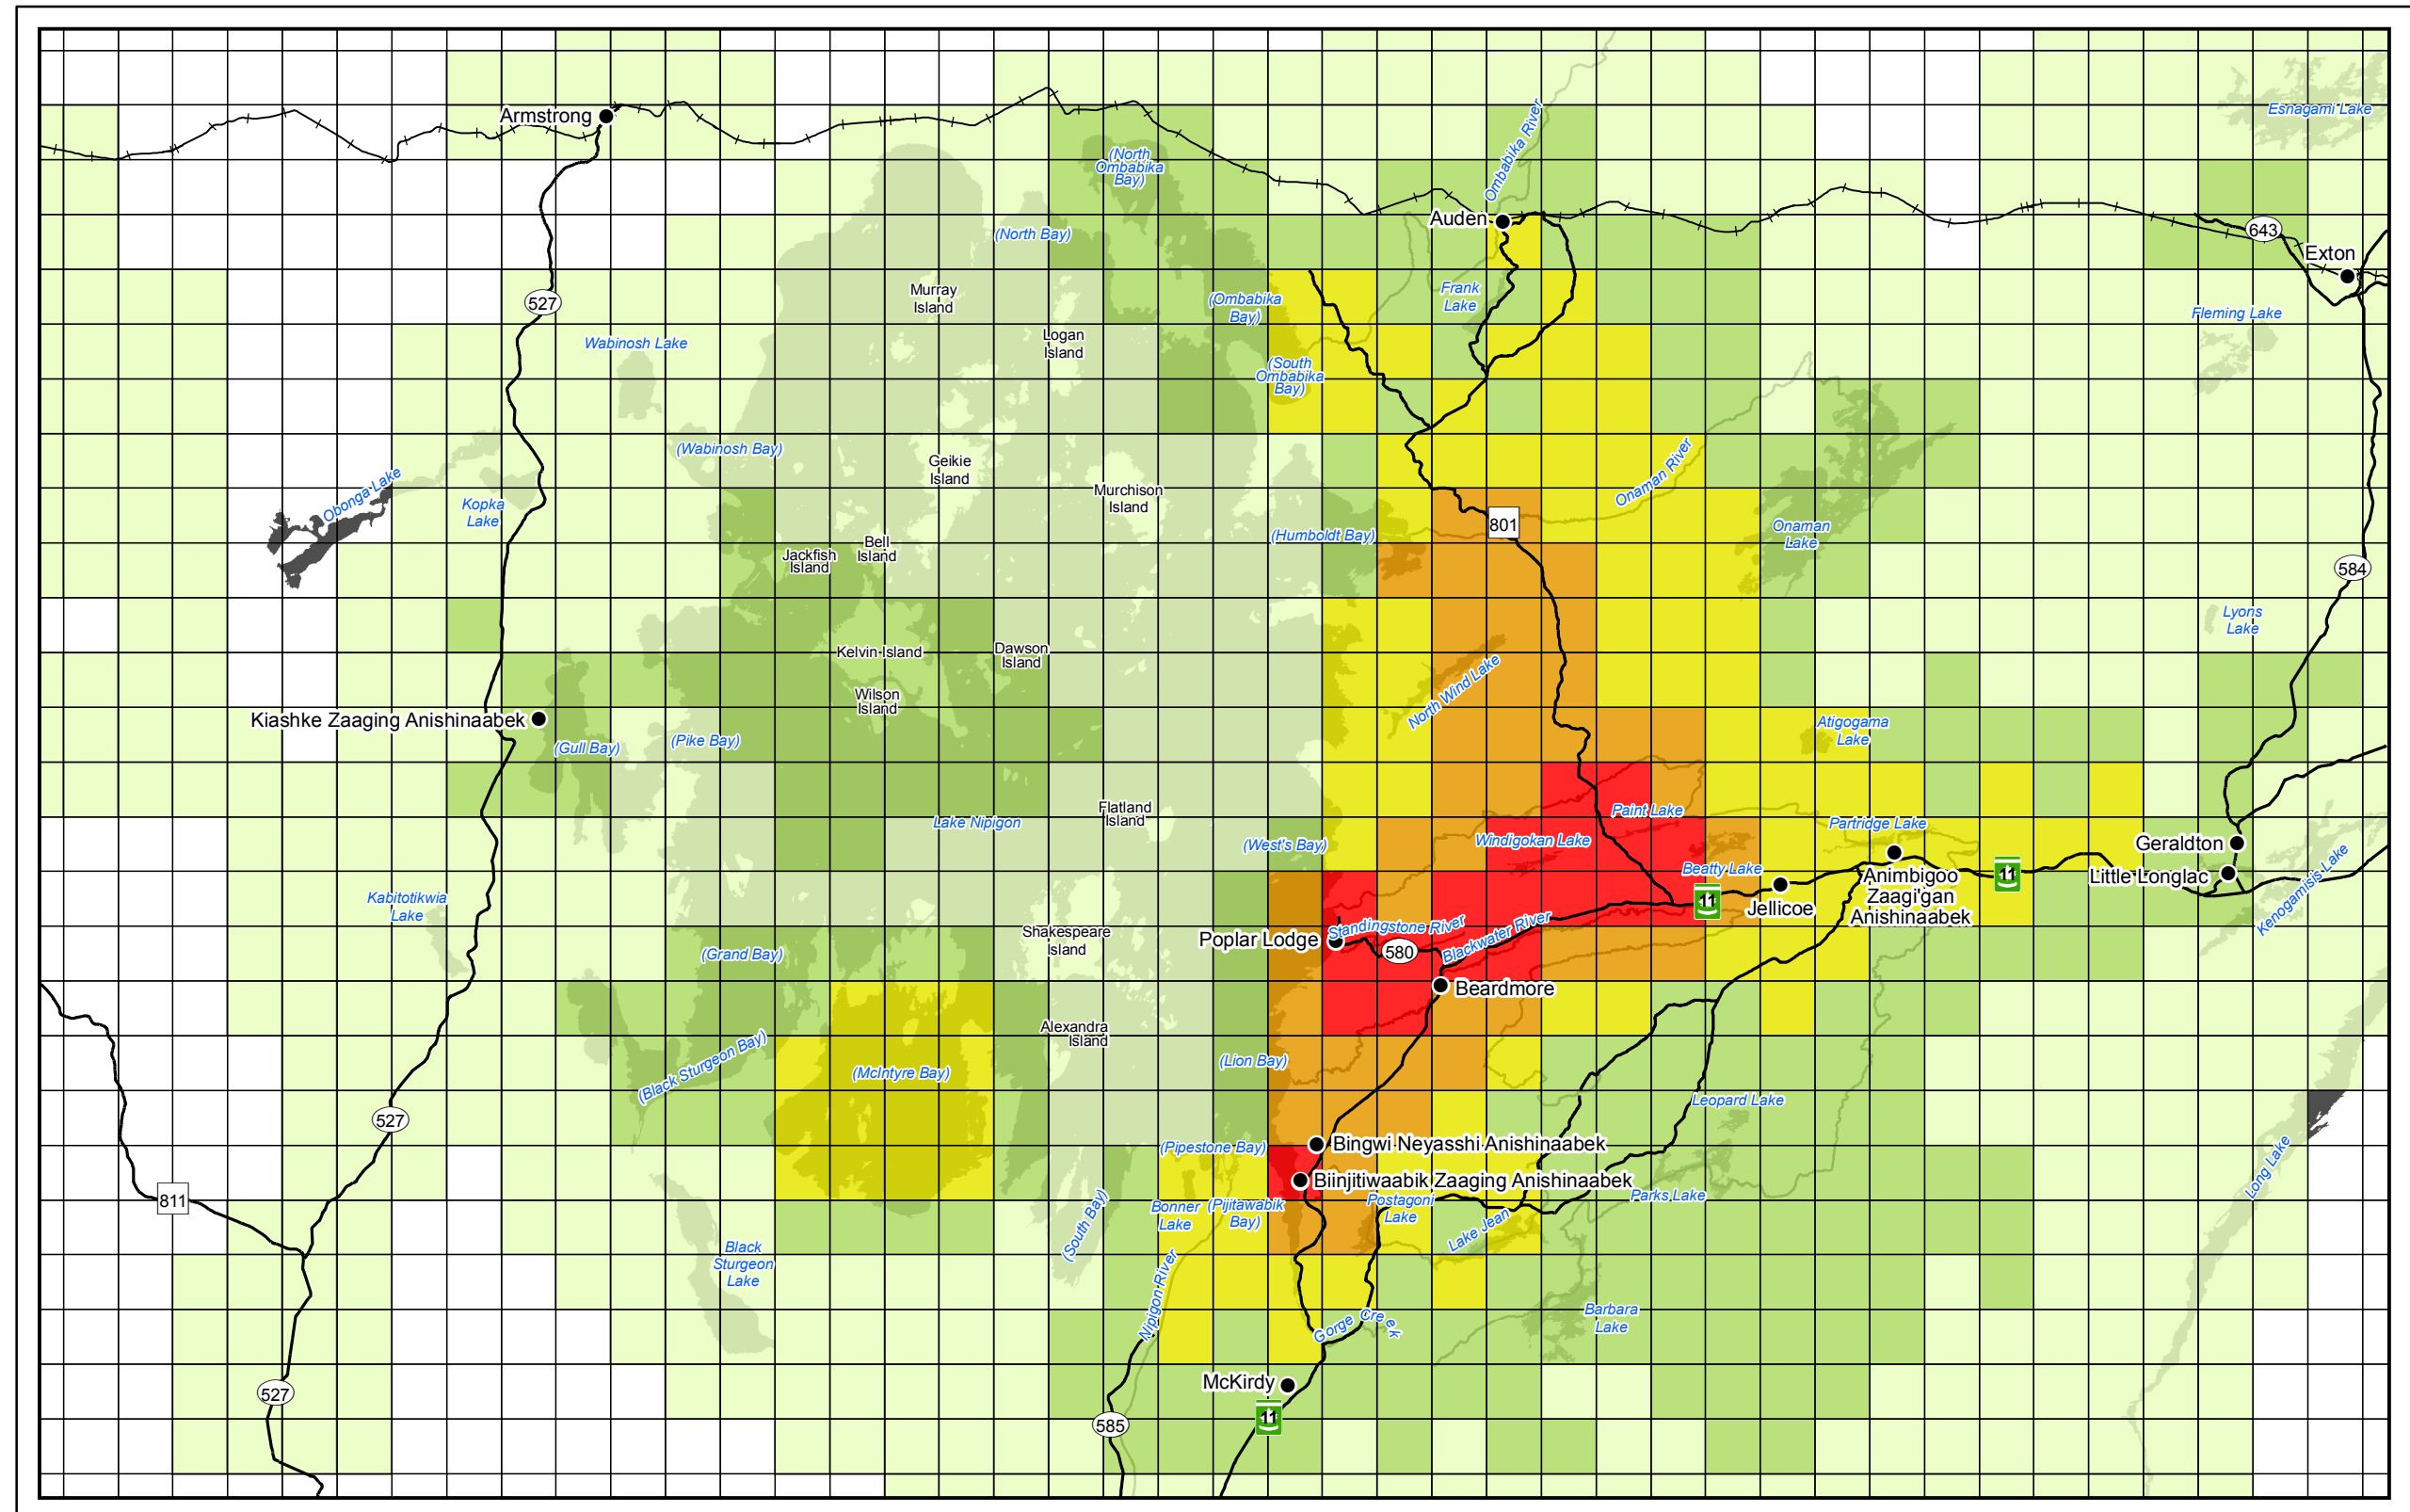 Esnagami Lake
Armstrong
Ombabika River
(North
Ombabika
Bay)
Auden
(North Bay)
643
Exton
527
Murray
Island
(Ombabika
Bay)
Frank
Lake
Fleming Lake
Wabinosh Lake
Logan
Island
(South
Ombabika
Bay)
(Wabinosh Bay)
Geikie
Island
Onaman River
Obonga Lake
Kopka
Lake
Murchison
Island
801
(Humboldt Bay)
Onaman
Lake
Jackfish
Island
Bell
Island
584
Lyons
Lake
Kelvin Island
Dawson
Island
Wilson
Island
North Wind Lake
Kiashke Zaaging Anishinaabek
(Gull Bay)
(Pike Bay)
Atigogama
Lake
Flatland
Island
Lake Nipigon
Paint Lake
Partridge Lake
(West's Bay)
Windigokan Lake
Geraldton
Beatty Lake
Animbigoo
Zaagi'gan
Anishinaabek
11
Little Longlac
Kenogamisis Lake
Kabitotikwia
Lake
11
Jellicoe
Shakespeare
Island
Poplar Lodge
Standingstone River
Blackwater River
580
(Grand Bay)
Beardmore
Alexandra
Island
(Black Sturgeon Bay)
(McIntyre Bay)
(Lion Bay)
Leopard Lake
527
(Pipestone Bay)
Bingwi Neyasshi Anishinaabek
Biinjitiwaabik Zaaging Anishinaabek
811
(South Bay)
Bonner
Lake
(Pijitawabik
Bay)
Postagoni
Lake
Lake Jean
Parks Lake
Long Lake
Black
Sturgeon
Lake
Nipigon River
Gorge Creek
Barbara
Lake
McKirdy
527
585
11